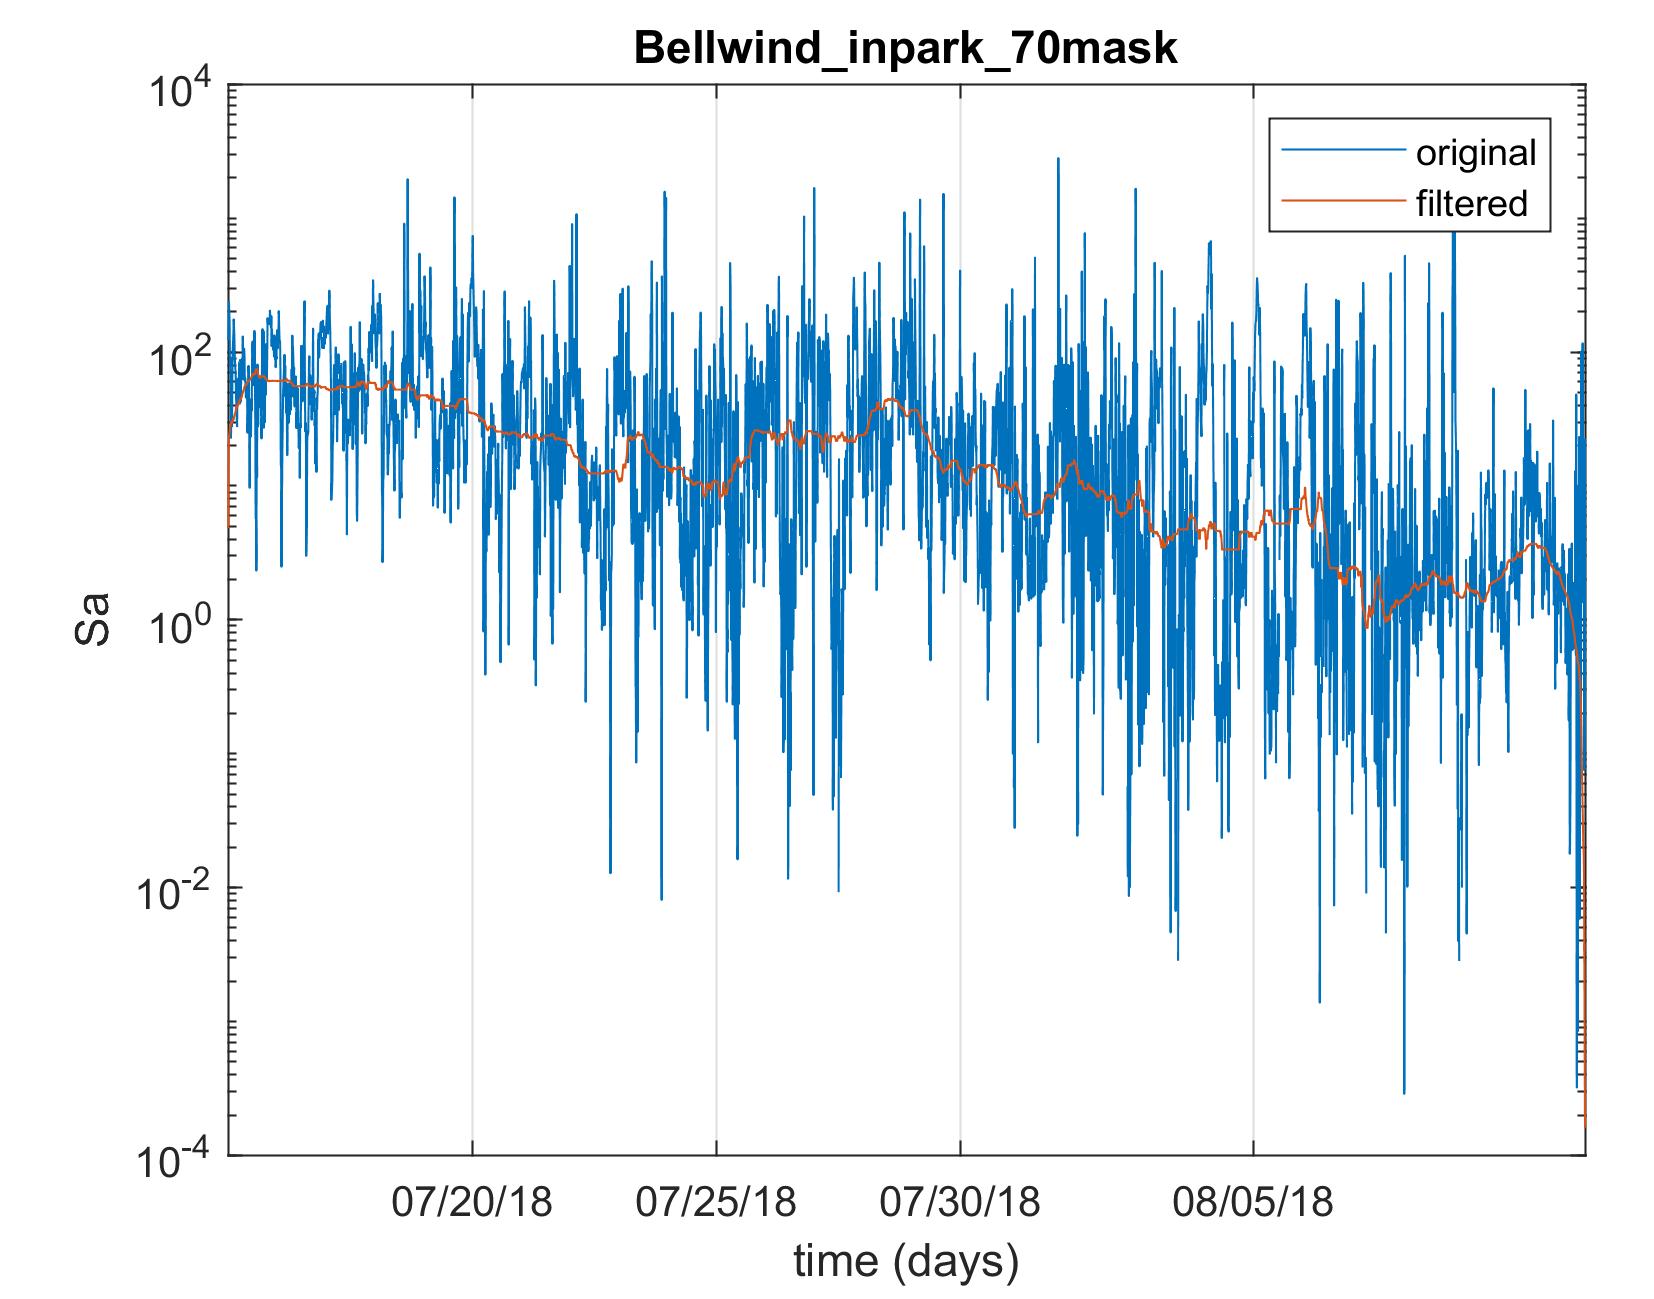 Bellwind_inpark_70mask
10^4
10^2
10^0
10^-2
10^-4
Sa
original
filtered
07/20/18 07/25/18 07/30/18 08/05/18
time (days)